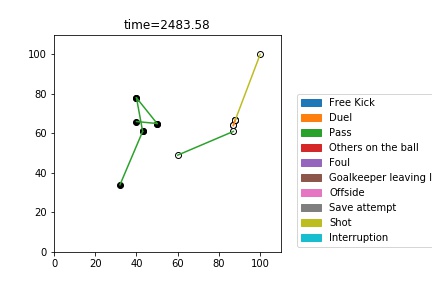 time=2483.58
100
80
60
40
20
0
0
20
40
60
80
100
Free Kick
Duel
Pass
Others on the ball
Foul
Goalkeeper leaving l
Offside
Save attempt
Shot
Interruption